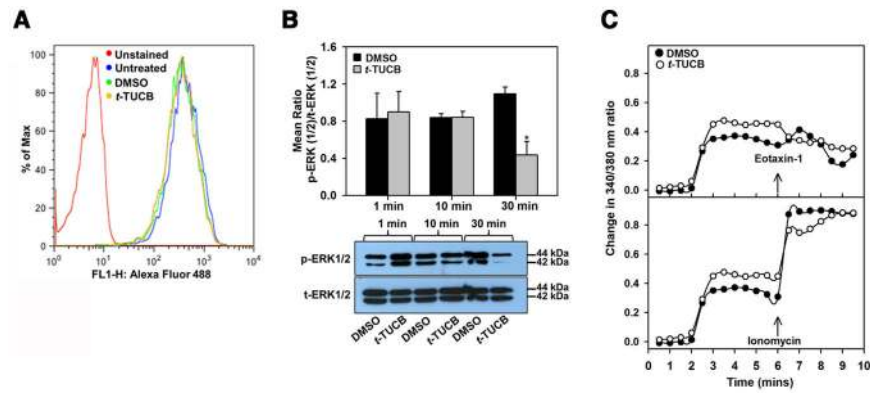 A
Unstained
Untreated
DMSO
t-TUCB
% of Max
100
80
60
40
20
0
10^0 10^1 10^2 10^3 10^4
FL1-H: Alexa Fluor 488
B
DMSO
t-TUCB
Mean Ratio
p-ERK (1/2)/t-ERK (1/2)
1.6
1.2
0.8
0.4
0.0
*
1 min 10 min 30 min
1 min 10 min 30 min
p-ERK1/2
44 kDa
42 kDa
t-ERK1/2
44 kDa
42 kDa
DMSO t-TUCB DMSO t-TUCB DMSO t-TUCB
C
DMSO
t-TUCB
Change in 340/380 nm ratio
1.0
0.8
0.6
0.4
0.2
0.0
Eotaxin-1
0.8
0.6
0.4
0.2
0.0
Ionomycin
0 1 2 3 4 5 6 7 8 9 10
Time (mins)